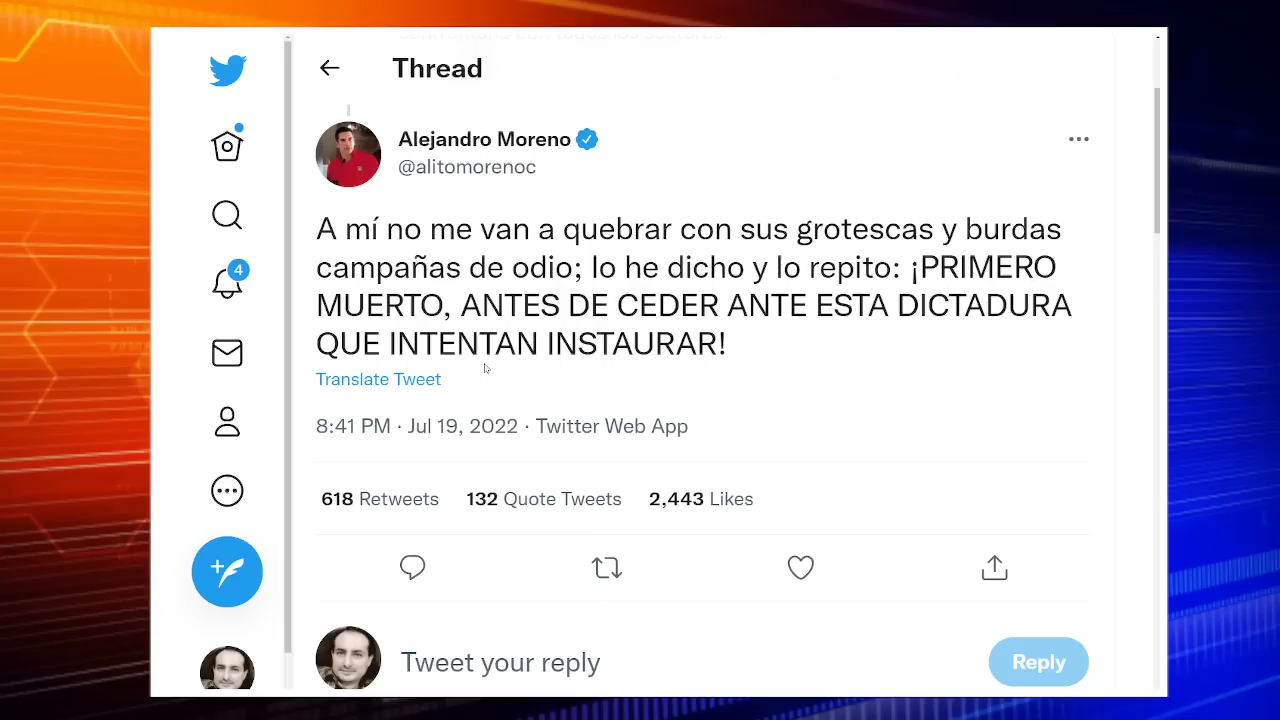 Thread
Alejandro Moreno
@alitomorenoc
A mí no me van a quebrar con sus grotescas y burdas
campañas de odio; lo he dicho y lo repito: ¡PRIMERO
MUERTO, ANTES DE CEDER ANTE ESTA DICTADURA
QUE INTENTAN INSTAURAR!
Translate Tweet
8:41 PM · Jul 19, 2022 · Twitter Web App
618 Retweets 132 Quote Tweets 2,443 Likes
4
Tweet your reply
Reply